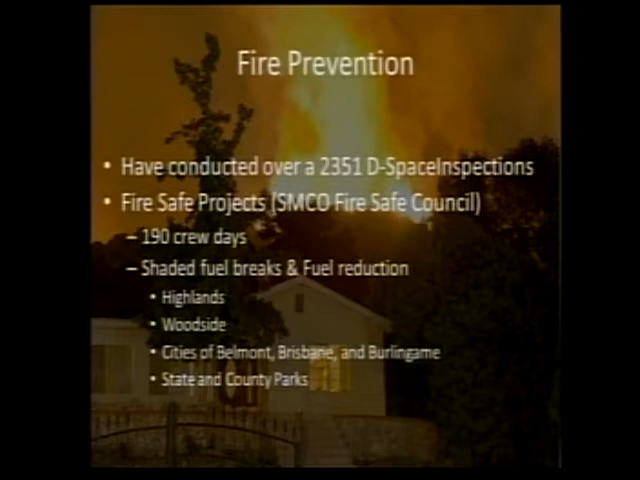 Fire Prevention
• Have conducted over a 2351 D-SpaceInspections
• Fire Safe Projects (SMCO Fire Safe Council)
– 190 crew days
– Shaded fuel breaks & Fuel reduction
• Highlands
• Woodside
• Cities of Belmont, Brisbane, and Burlingame
• State and County Parks